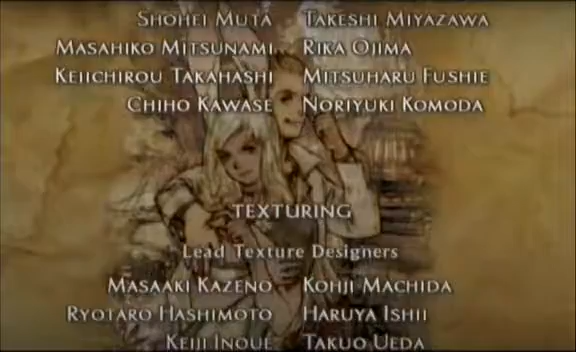 Shohei Muta Takeshi Miyazawa
Masahiko Mitsunami Rika Ojima
Keiichirou Takahashi Mitsuharu Fushie
Chiho Kawase Noriyuki Komoda
TEXTURING
Lead Texture Designers
Masaaki Kazeno Kohji Machida
Ryotaro Hashimoto Haruya Ishii
Keiji Inoue Takuo Ueda